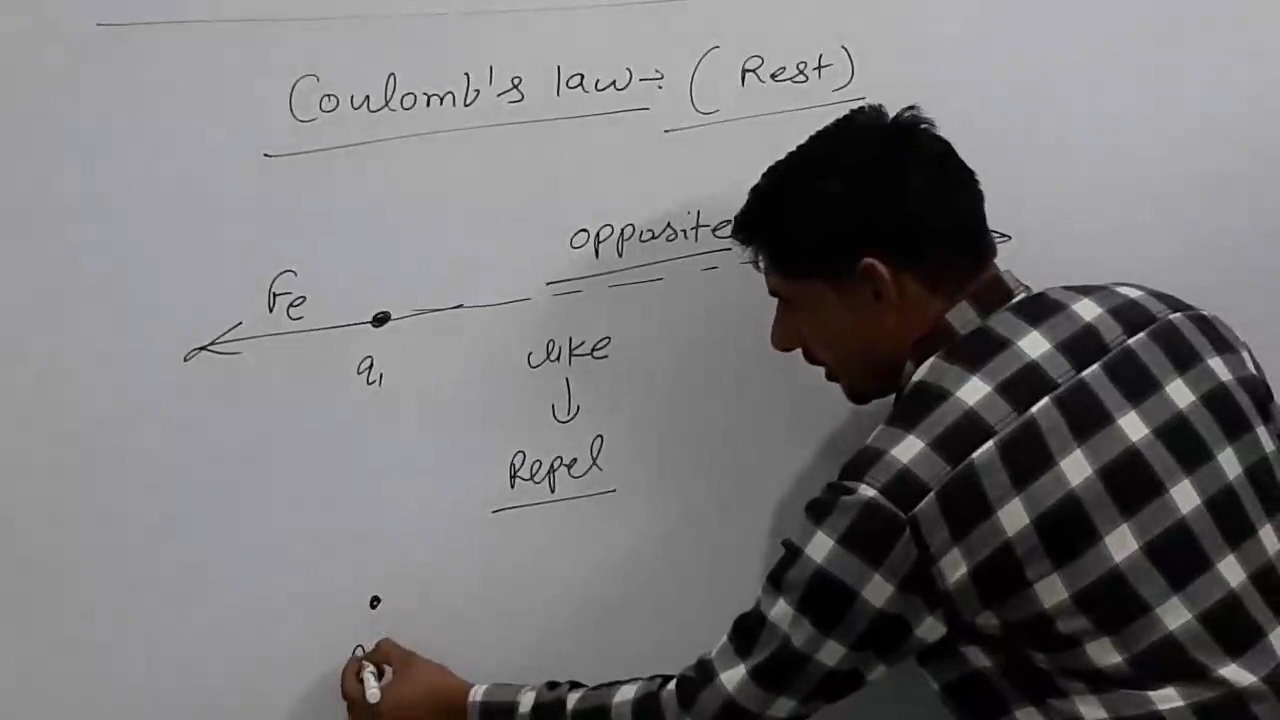 Coulomb's law :- (Rest)
opposite
Fe
like
q1
↓
Repel